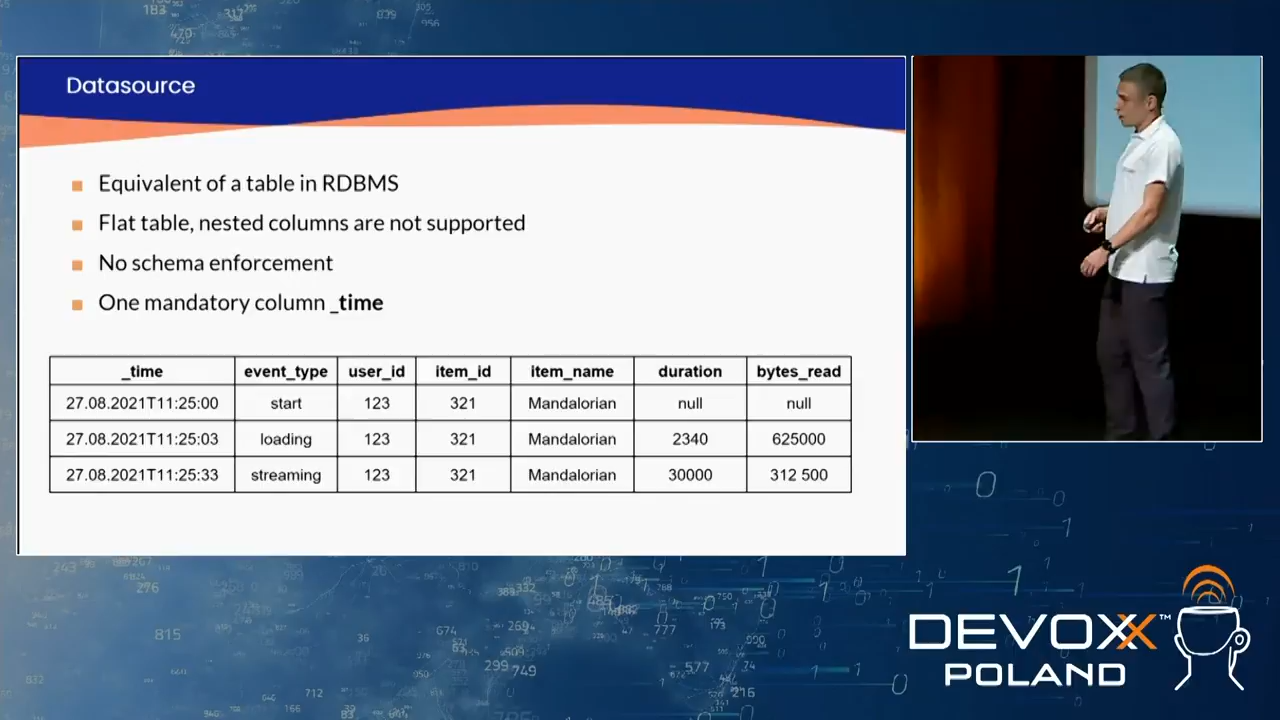 Datasource
Equivalent of a table in RDBMS
Flat table, nested columns are not supported
No schema enforcement
One mandatory column _time
_time event_type user_id item_id item_name duration bytes_read
27.08.2021T11:25:00 start 123 321 Mandalorian null null
27.08.2021T11:25:03 loading 123 321 Mandalorian 2340 625000
27.08.2021T11:25:33 streaming 123 321 Mandalorian 30000 312 500
DEVOXX™
POLAND